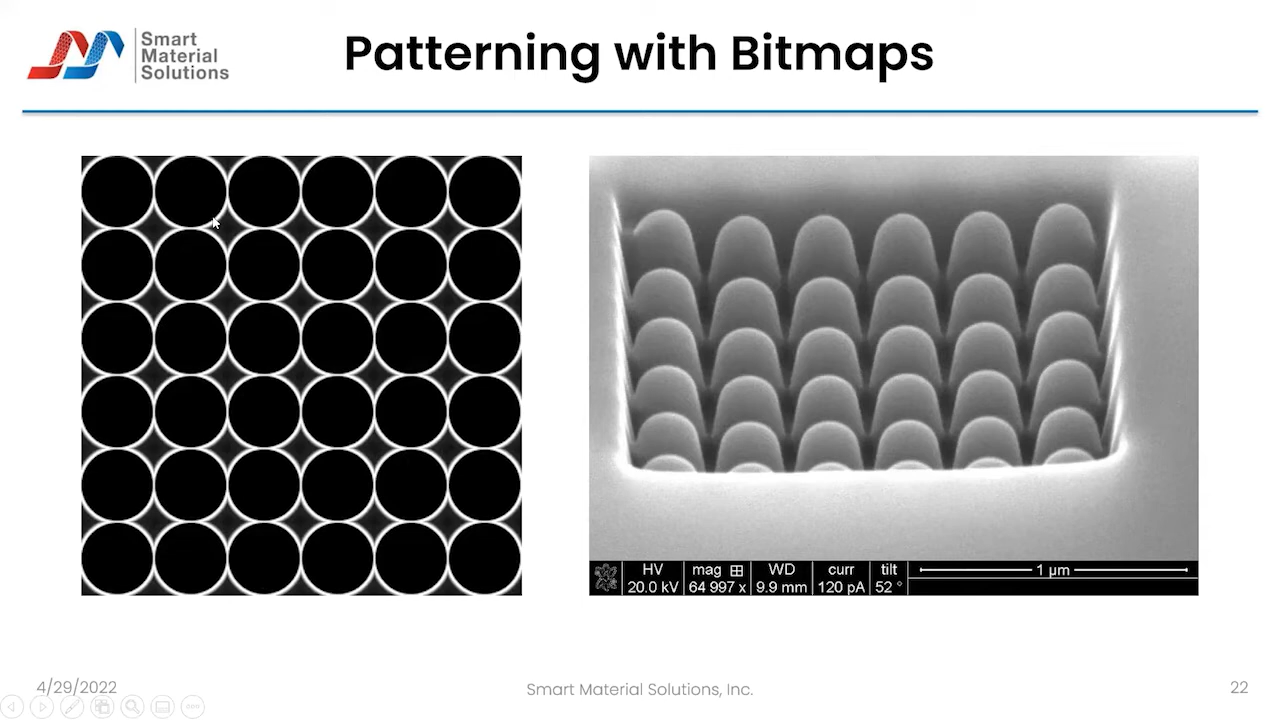 Smart
Material
Solutions
Patterning with Bitmaps
HV mag WD curr tilt
20.0 kV 64 997 x 9.9 mm 120 pA 52 °
1 µm
4/29/2022
Smart Material Solutions, Inc.
22